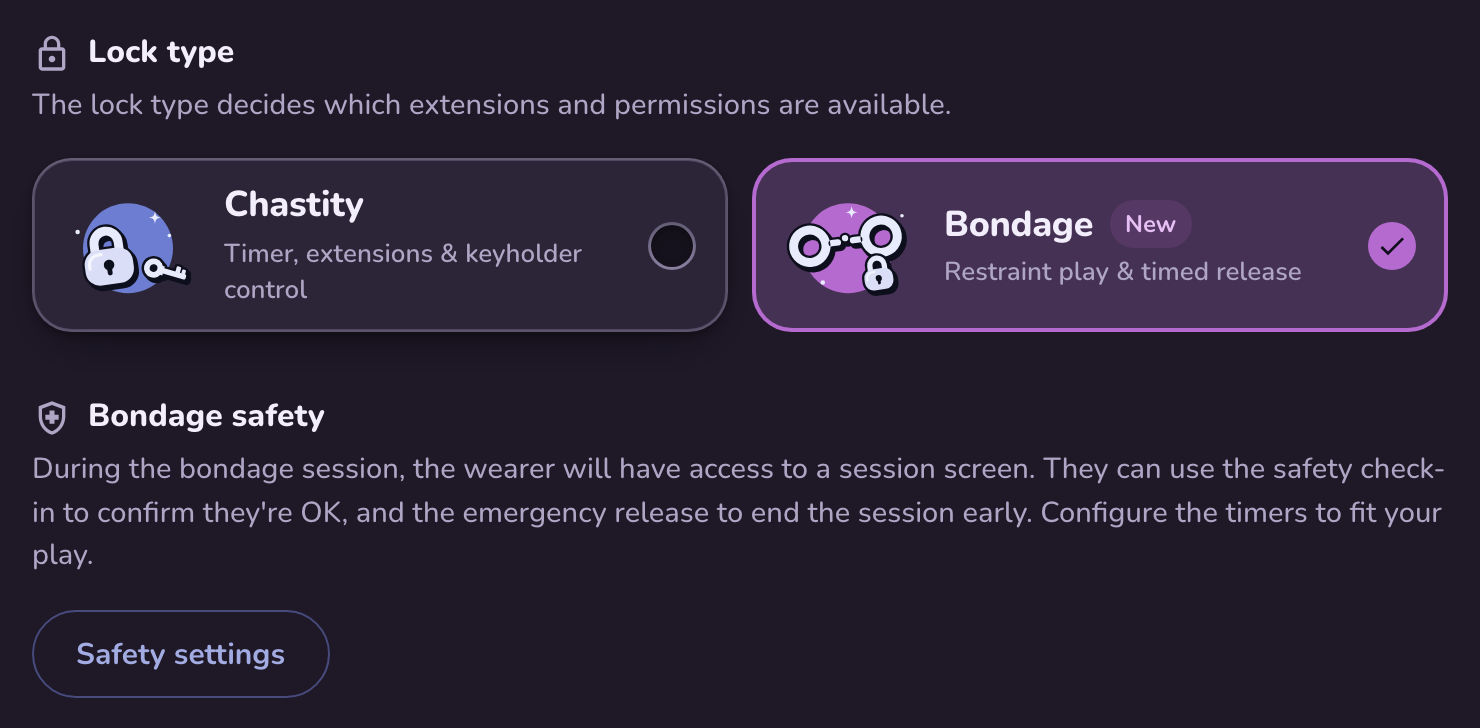 Lock type
The lock type decides which extensions and permissions are available.
Chastity
Timer, extensions & keyholder
control
Bondage New
Restraint play & timed release
Bondage safety
During the bondage session, the wearer will have access to a session screen. They can use the safety check-
in to confirm they're OK, and the emergency release to end the session early. Configure the timers to fit your
play.
Safety settings